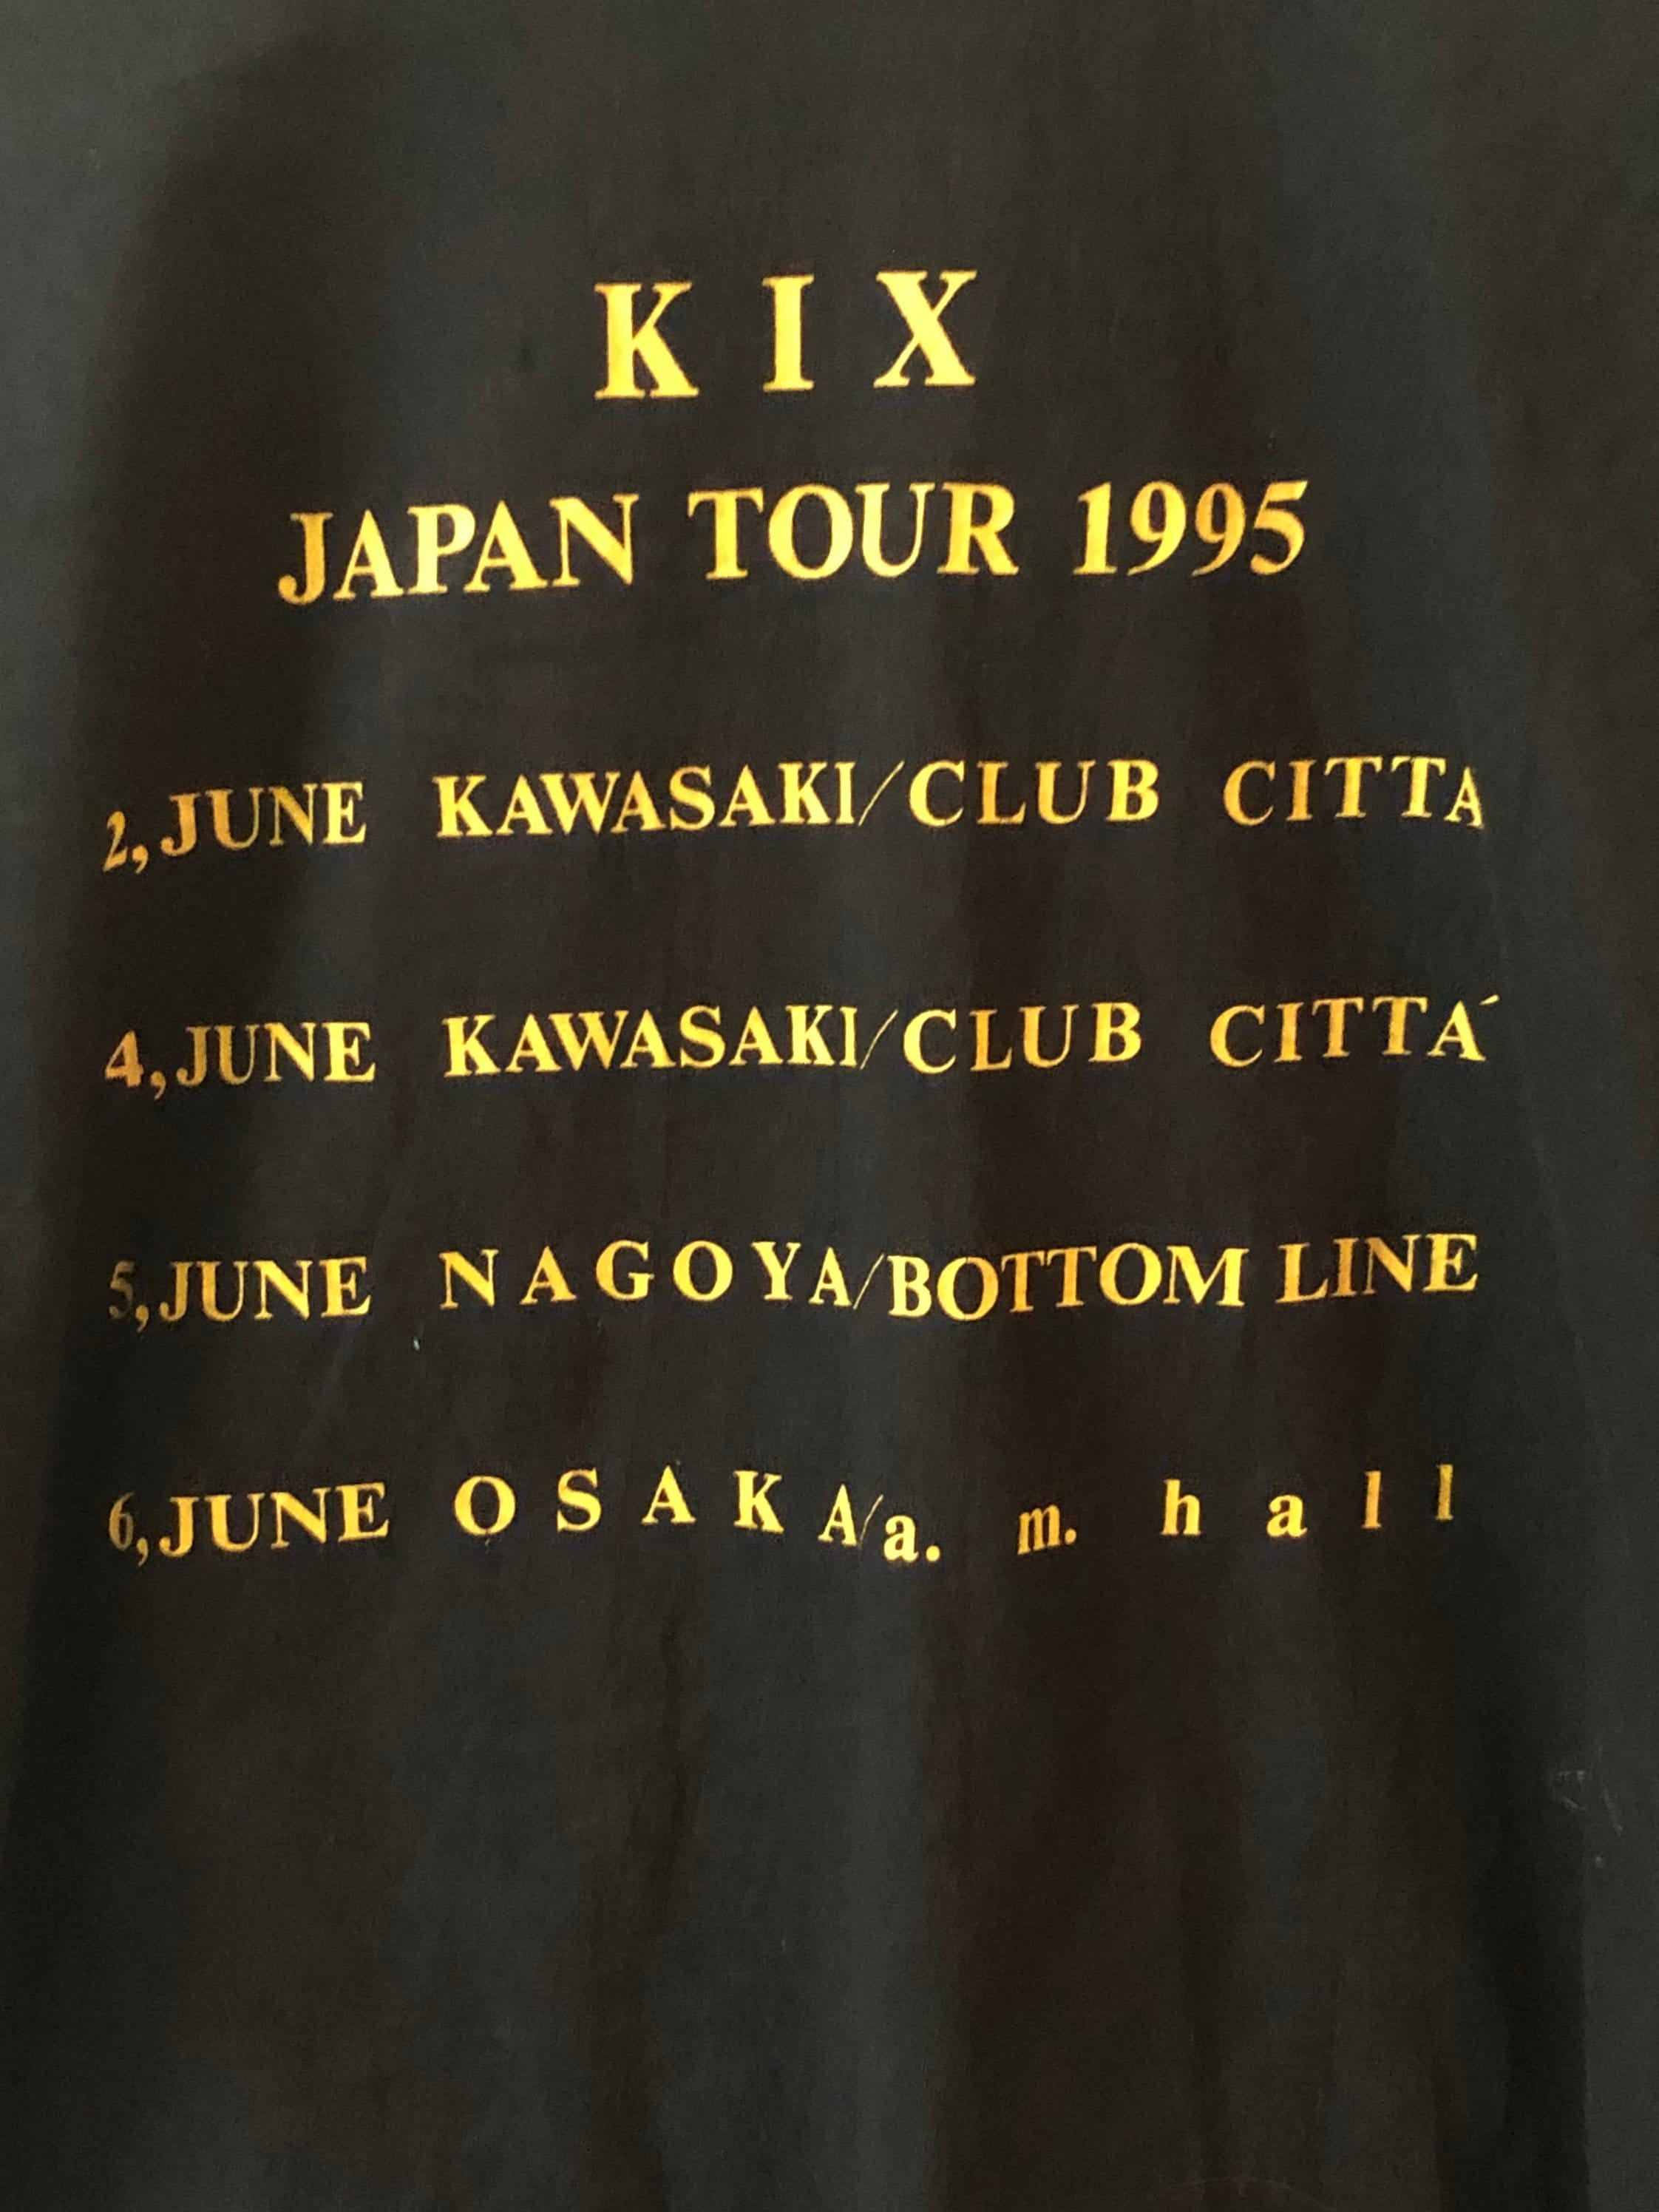 KIX
JAPAN TOUR 1995
2,JUNE KAWASAKI/CLUB CITTA
4,JUNE KAWASAKI/CLUB CITTA´
5,JUNE NAGOYA/BOTTOM LINE
6,JUNE OSAKA/a. m. hall